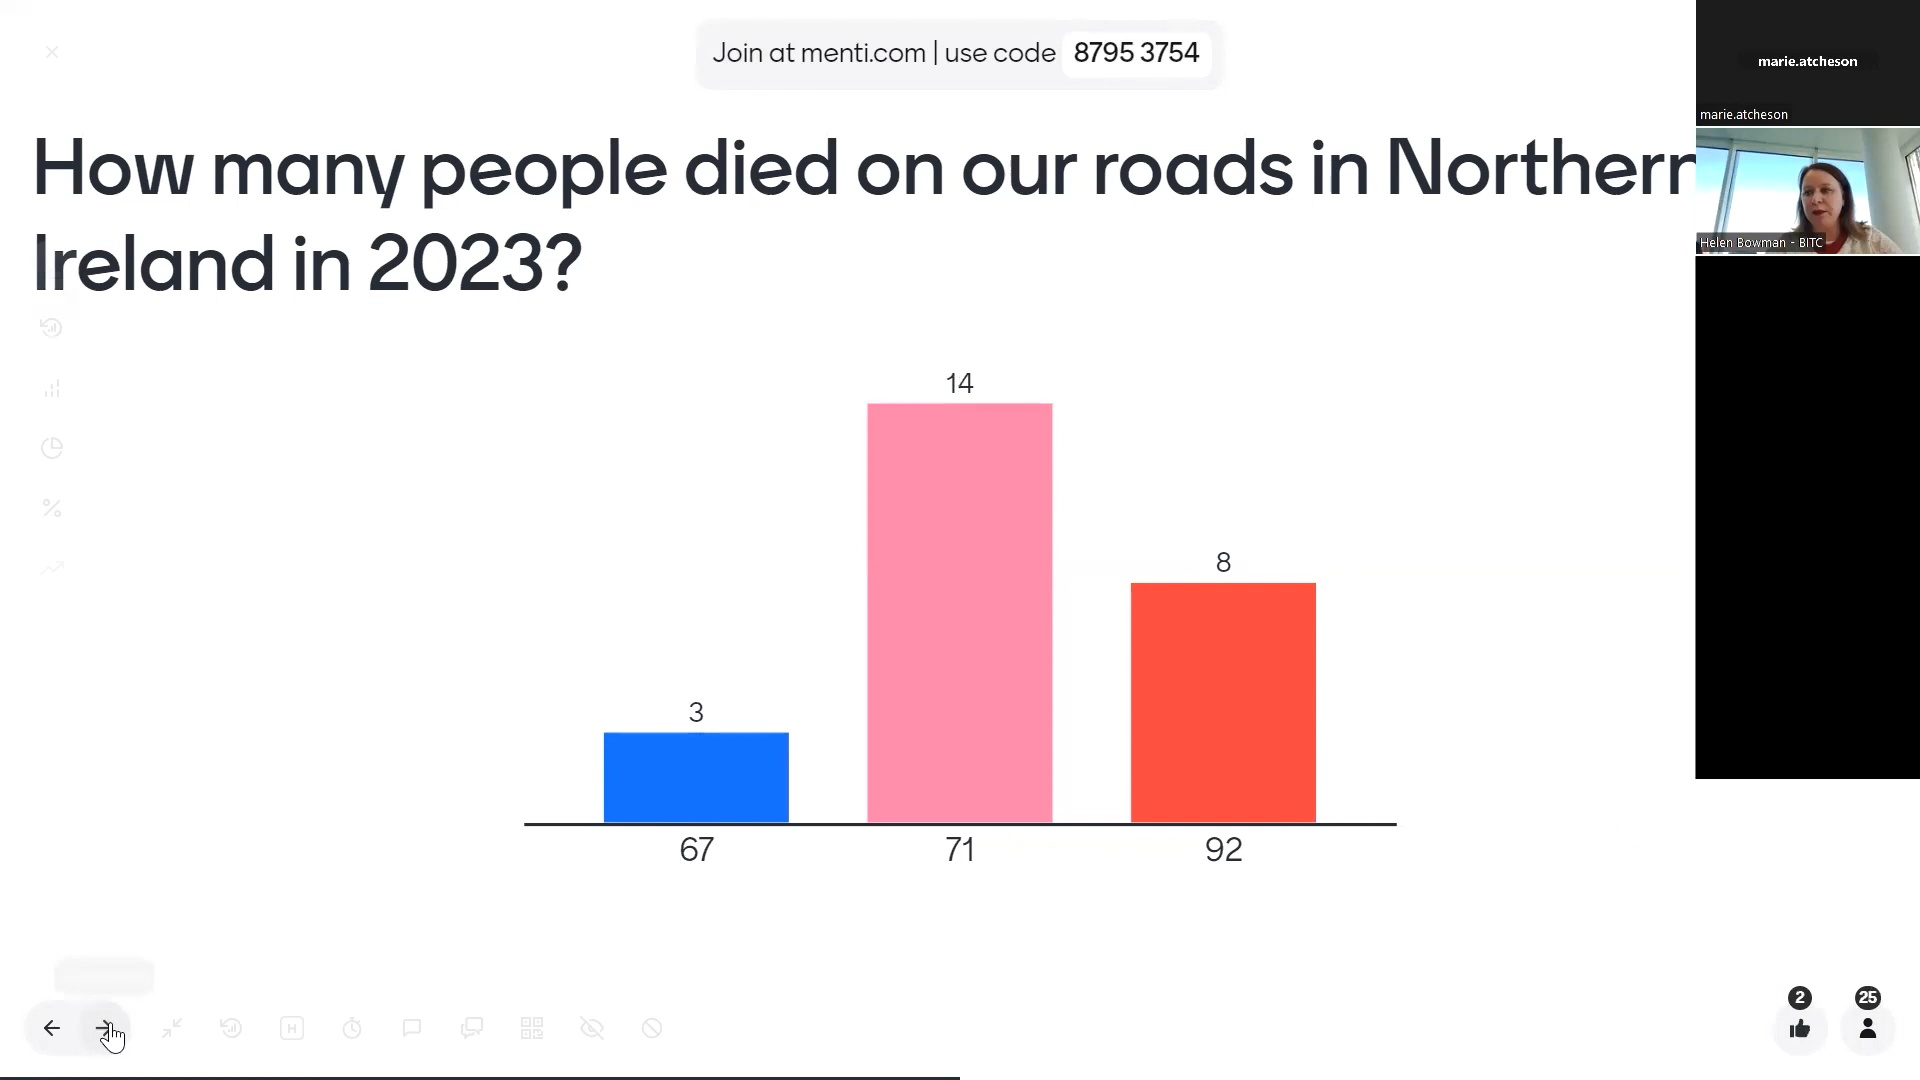 Join at menti.com | use code 8795 3754
How many people died on our roads in Northern
Ireland in 2023?
14
8
3
67
71
92
marie.atcheson
marie.atcheson
Helen Bowman - BITC
H
2
25